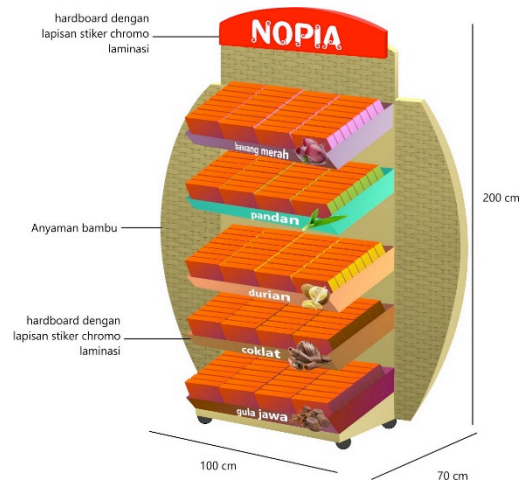 hardboard dengan
lapisan stiker chromo
laminasi
NOPIA
bawang merah
pandan
Anyaman bambu
durian
hardboard dengan
lapisan stiker chromo
laminasi
coklat
gula jawa
200 cm
100 cm
70 cm